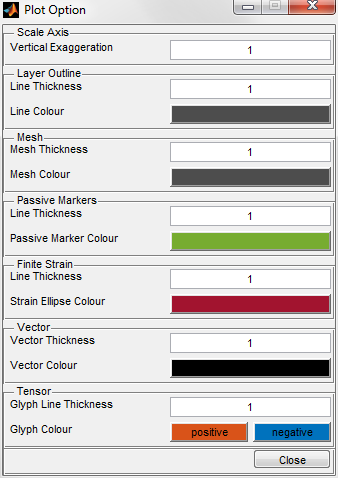 Plot Option
Scale Axis
Vertical Exaggeration 1
Layer Outline
Line Thickness 1
Line Colour
Mesh
Mesh Thickness 1
Mesh Colour
Passive Markers
Line Thickness 1
Passive Marker Colour
Finite Strain
Line Thickness 1
Strain Ellipse Colour
Vector
Vector Thickness 1
Vector Colour
Tensor
Glyph Line Thickness 1
Glyph Colour positive negative
Close